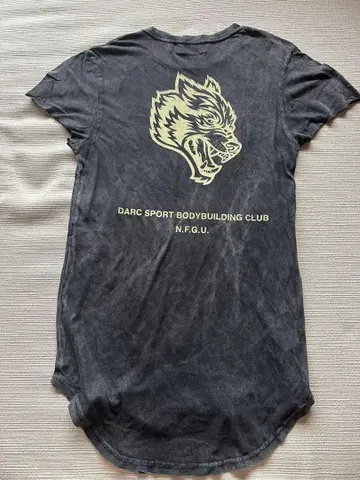 DARC SPORT BODYBUILDING CLUB
N.F.G.U.